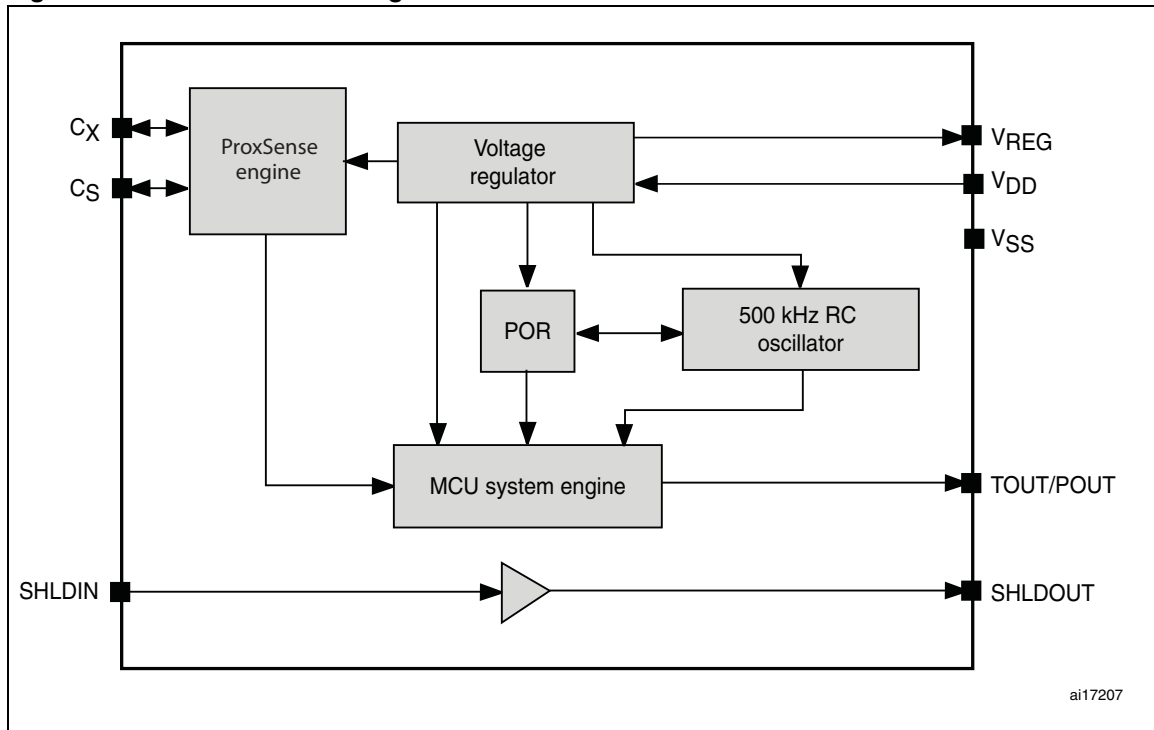 CX
CS
ProxSense
engine
Voltage
regulator
VREG
VDD
VSS
POR
500 kHz RC
oscillator
MCU system engine
TOUT/POUT
SHLDIN
SHLDOUT
ai17207